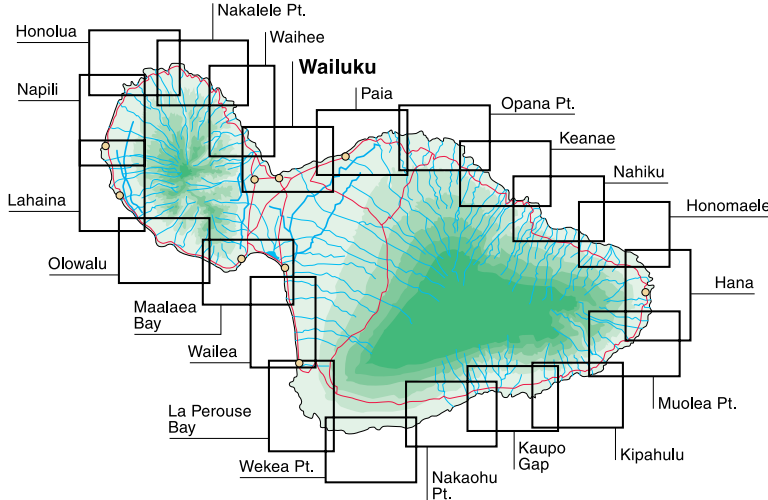 Nakalele Pt.
Honolua
Waihee
Wailuku
Napili
Paia
Opana Pt.
Keanae
Nahiku
Lahaina
Honomaele
Olowalu
Hana
Maalaea
Bay
Wailea
Muolea Pt.
La Perouse
Bay
Kipahulu
Kaupo
Gap
Wekea Pt.
Nakaohu
Pt.